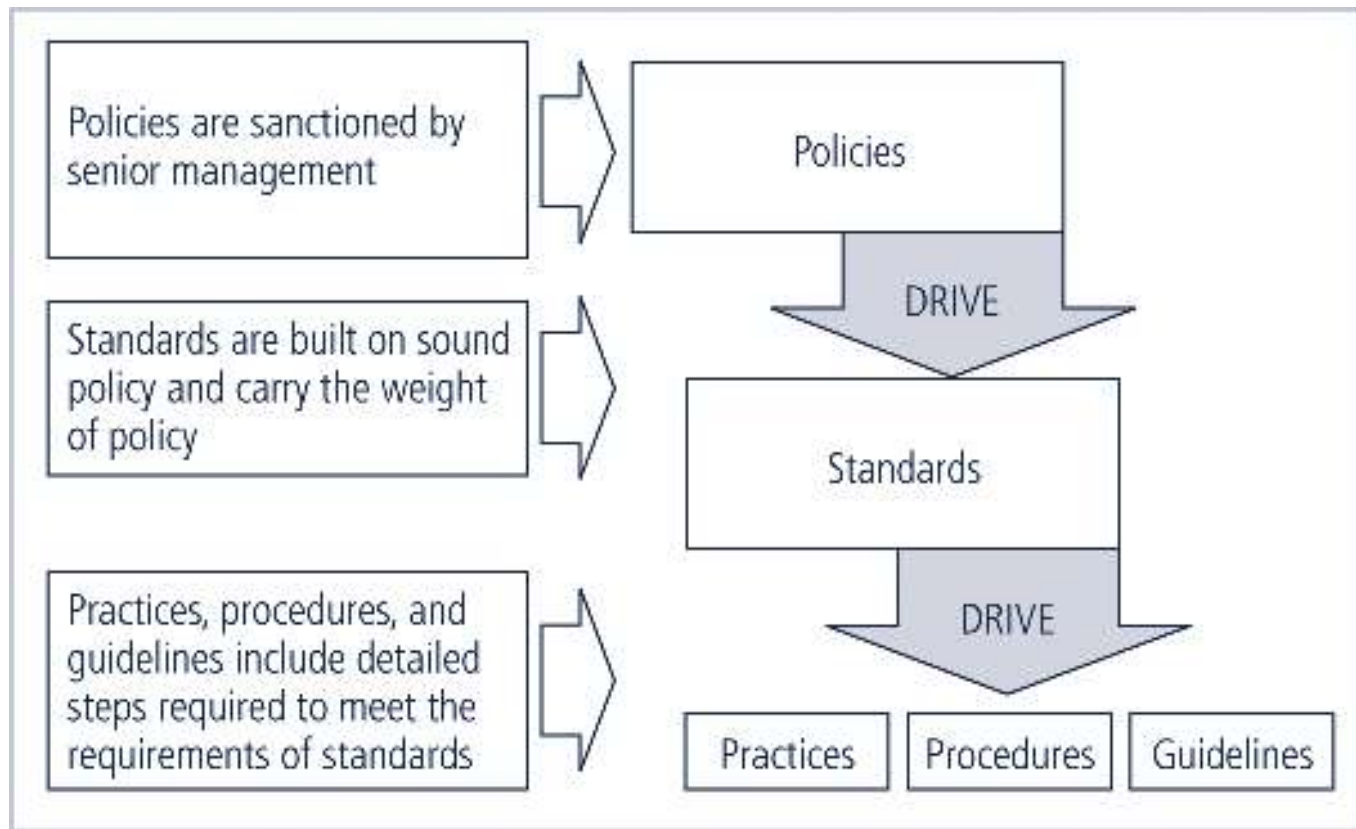 Policies are sanctioned by
senior management
Policies
DRIVE
Standards are built on sound
policy and carry the weight
of policy
Standards
DRIVE
Practices, procedures, and
guidelines include detailed
steps required to meet the
requirements of standards
Practices
Procedures
Guidelines